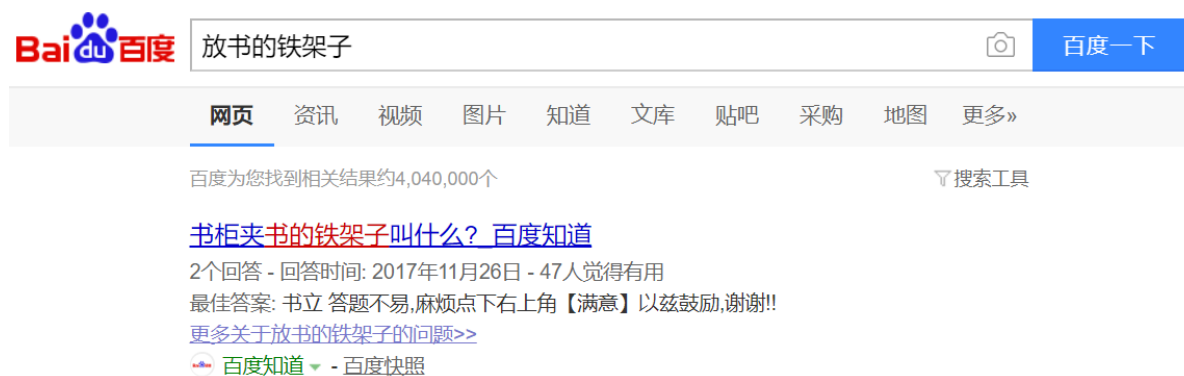 Bai du 百度 放书的铁架子 百度一下
网页 资讯 视频 图片 知道 文库 贴吧 采购 地图 更多»
百度为您找到相关结果约4,040,000个 搜索工具
书柜夹书的铁架子叫什么?_百度知道
2个回答 - 回答时间: 2017年11月26日 - 47人觉得有用
最佳答案: 书立 答题不易,麻烦点下右上角【满意】以兹鼓励,谢谢!!
更多关于放书的铁架子的问题>>
百度知道 - 百度快照